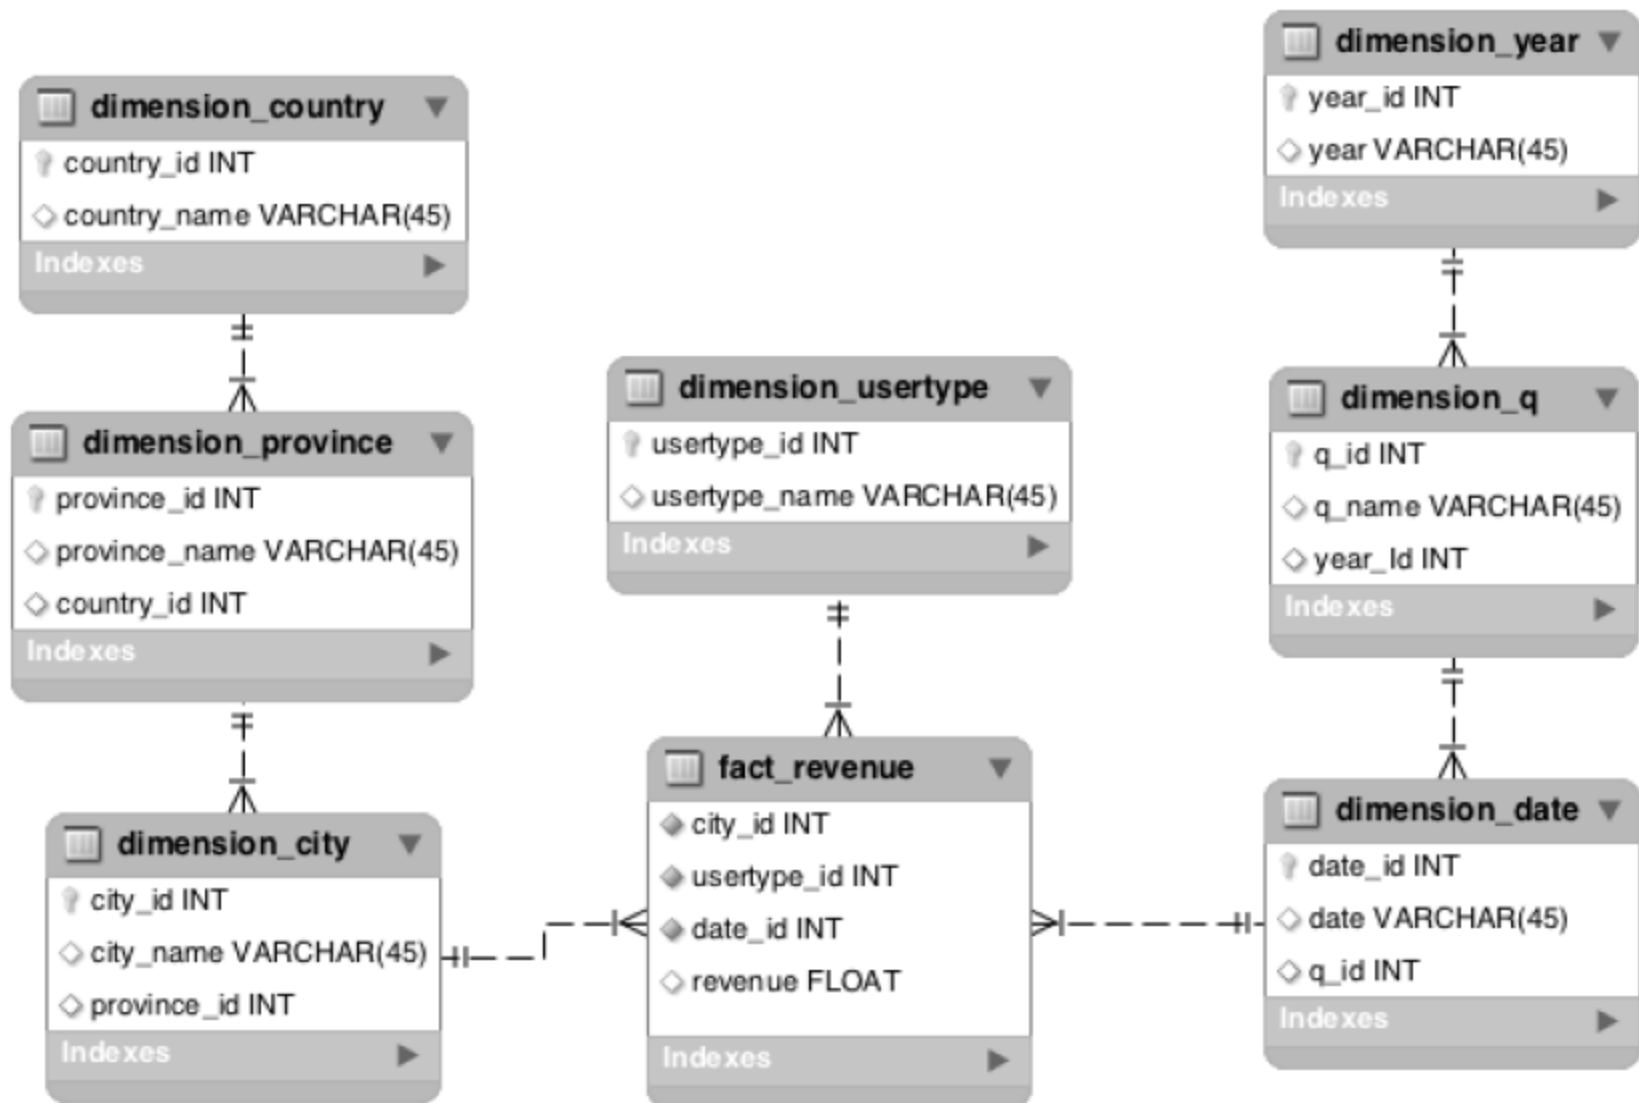 dimension_country
country_id INT
country_name VARCHAR(45)
Indexes
dimension_province
province_id INT
province_name VARCHAR(45)
country_id INT
Indexes
dimension_city
city_id INT
city_name VARCHAR(45)
province_id INT
Indexes
dimension_usertype
usertype_id INT
usertype_name VARCHAR(45)
Indexes
fact_revenue
city_id INT
usertype_id INT
date_id INT
revenue FLOAT
Indexes
dimension_year
year_id INT
year VARCHAR(45)
Indexes
dimension_q
q_id INT
q_name VARCHAR(45)
year_Id INT
Indexes
dimension_date
date_id INT
date VARCHAR(45)
q_id INT
Indexes